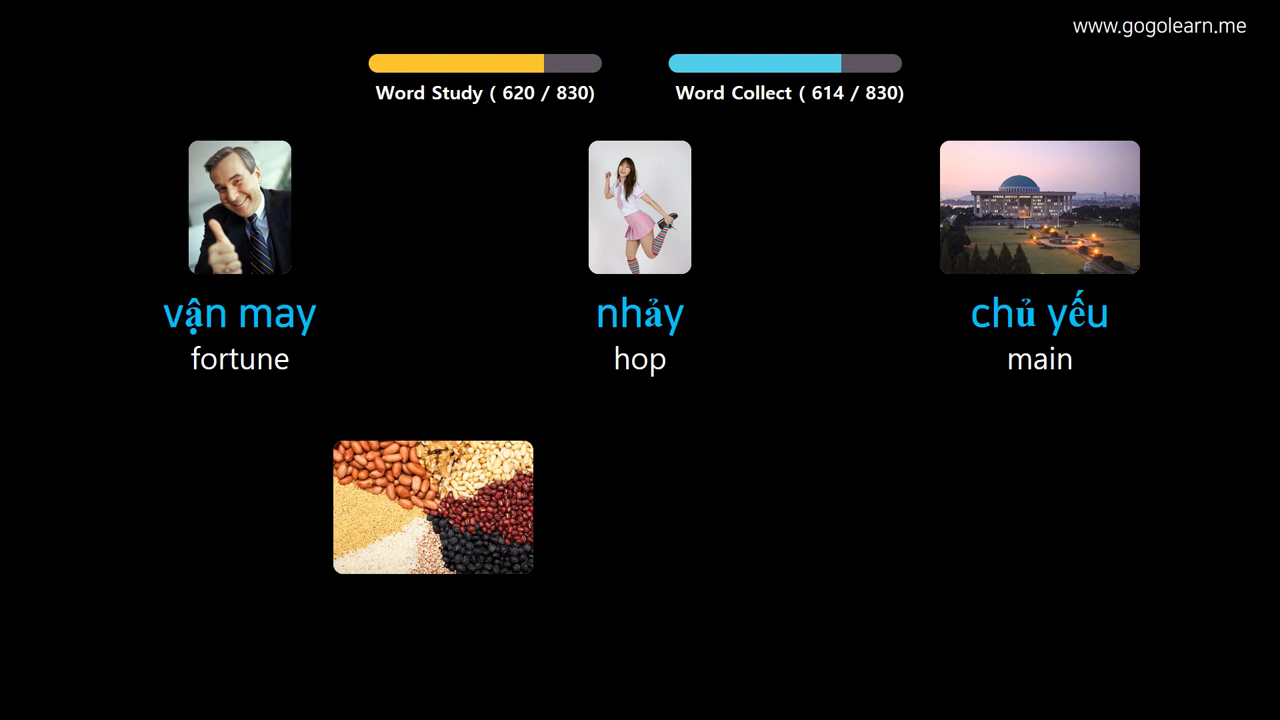 www.gogolearn.me
Word Study ( 620 / 830)
Word Collect ( 614 / 830)
vận may
nhảy
chủ yếu
fortune
hop
main